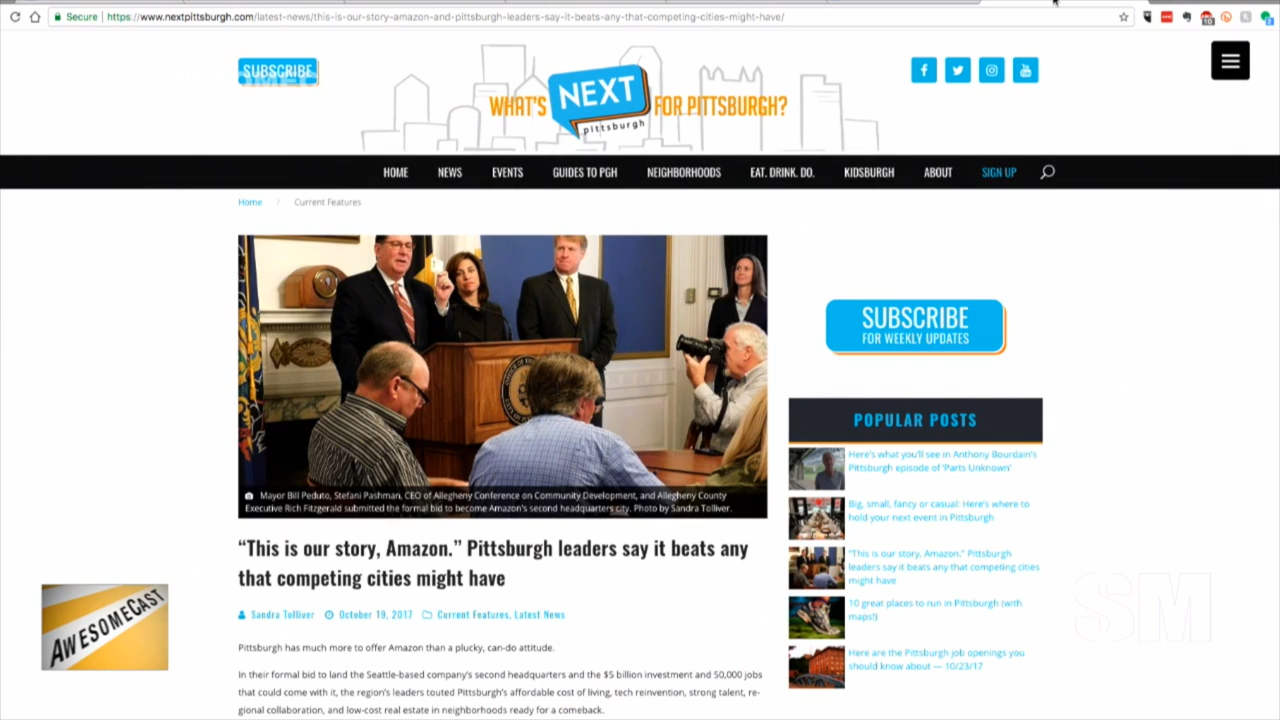 Secure
https://www.nextpittsburgh.com/latest-news/this-is-our-story-amazon-and-pittsburgh-leaders-say-it-beats-any-that-competing-cities-might-have/
SUBSCRIBE
WHAT'S NEXT FOR PITTSBURGH?
pittsburgh
HOME NEWS EVENTS GUIDES TO PGH NEIGHBORHOODS EAT. DRINK. DO. KIDSBURGH ABOUT SIGN UP
Home > Current Features
Mayor Bill Peduto, Stefani Pashman, CEO of Allegheny Conference on Community Development, and Allegheny County
Executive Rich Fitzgerald submitted the formal bid to become Amazon's second headquarters city. Photo by Sandra Tolliver.
“This is our story, Amazon.” Pittsburgh leaders say it beats any
that competing cities might have
Sandra Tolliver October 19, 2017 Current Features, Latest News
Pittsburgh has much more to offer Amazon than a plucky, can-do attitude.
In their formal bid to land the Seattle-based company's second headquarters and the $5 billion investment and 50,000 jobs
that could come with it, the region's leaders touted Pittsburgh's affordable cost of living, tech reinvention, strong talent, re-
gional collaboration, and low-cost real estate in neighborhoods ready for a comeback.
SUBSCRIBE
FOR WEEKLY UPDATES
POPULAR POSTS
Here's what you'll see in Anthony Bourdain's
Pittsburgh episode of 'Parts Unknown'
Big, small, fancy or casual: Here's where to
hold your next event in Pittsburgh
"This is our story, Amazon." Pittsburgh
leaders say it beats any that competing cities
might have
10 great places to run in Pittsburgh (with
maps!)
Here are the Pittsburgh job openings you
should know about — 10/23/17
AWESOMECAST
SM